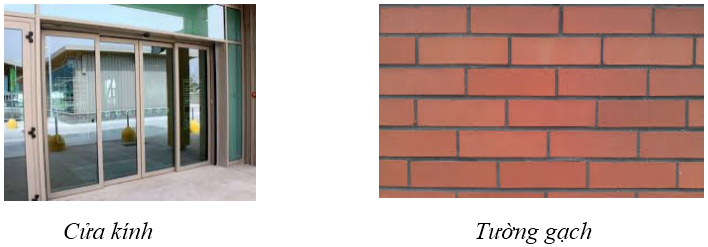 Cửa kính
Tường gạch